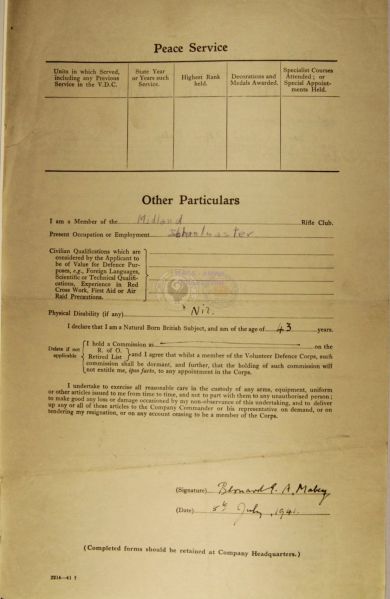 Peace Service
Units in which Served, including any Previous Service in the V.D.C.
State Year or Years such Service.
Highest Rank held.
Decorations and Medals Awarded.
Specialist Courses Attended; or Special Appointments Held.
Other Particulars
I am a Member of the Midland Rifle Club.
Present Occupation or Employment Schoolmaster
Civilian Qualifications which are
considered by the Applicant to
be of Value for Defence Pur-
poses, e.g., Foreign Languages,
Scientific or Technical Qualifica-
tions, Experience in Red
Cross Work, First Aid or Air
Raid Precautions.
Physical Disability (if any) Nil.
I declare that I am a Natural Born British Subject, and am of the age of 43 years.
Delete if not applicable
I hold a Commission as on the
R. of O.
Retired List
and I agree that whilst a member of the Volunteer Defence Corps, such
commission shall be dormant, and further, that the holding of such commission will
not entitle me, ipso facto, to any appointment in the Corps.
I undertake to exercise all reasonable care in the custody of any arms, equipment, uniform
or other articles issued to me from time to time, and not to part with them to any unauthorised person;
to make good any loss or damage occasioned by my non-observance of this undertaking, and to deliver
up any or all of these articles to the Company Commander or his representative on demand, or on
tendering my resignation, or on any account ceasing to be a member of the Corps.
(Signature) Bernard A. Maley
(Date) 5th July, 1941.
(Completed forms should be retained at Company Headquarters.)
2216—41 T